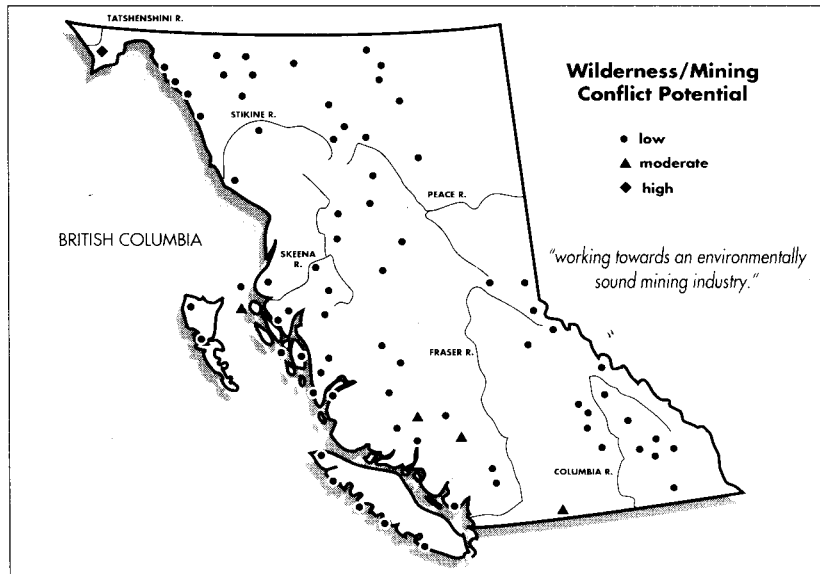 TATSHENSHINI R.
Wilderness/Mining
Conflict Potential
STIKINE R.
low
moderate
high
PEACE R.
BRITISH COLUMBIA
SKEENA
R.
"working towards an environmentally
sound mining industry."
FRASER R.
COLUMBIA R.